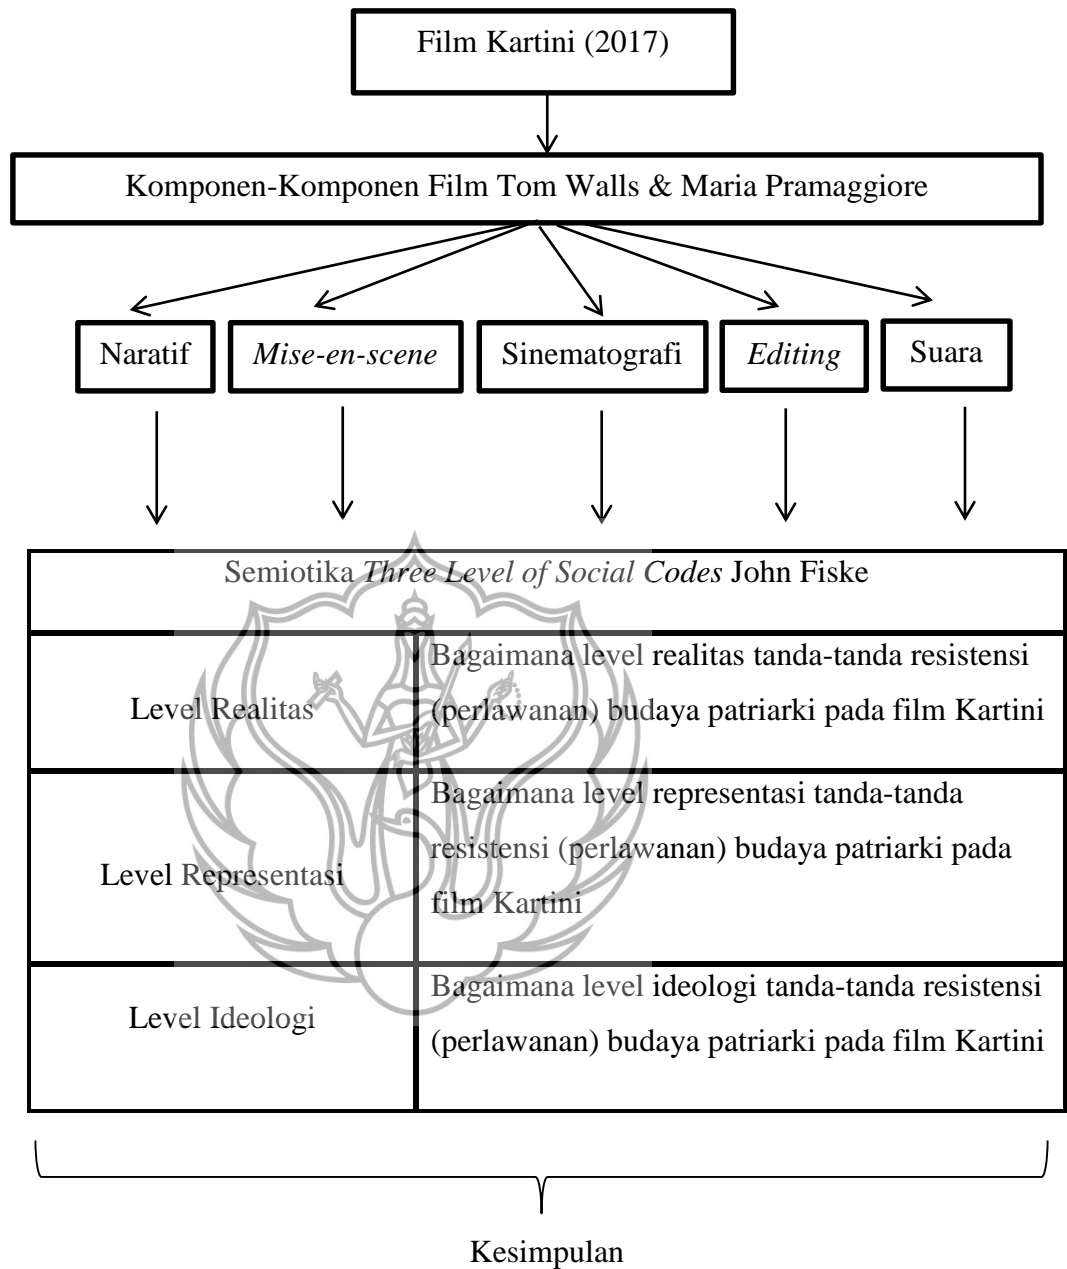 Film Kartini (2017)
Komponen-Komponen Film Tom Walls & Maria Pramaggiore
Naratif
Mise-en-scene
Sinematografi
Editing
Suara
Semiotika Three Level of Social Codes John Fiske
Level Realitas
Bagaimana level realitas tanda-tanda resistensi
(perlawanan) budaya patriarki pada film Kartini
Level Representasi
Bagaimana level representasi tanda-tanda
resistensi (perlawanan) budaya patriarki pada
film Kartini
Level Ideologi
Bagaimana level ideologi tanda-tanda resistensi
(perlawanan) budaya patriarki pada film Kartini
Kesimpulan